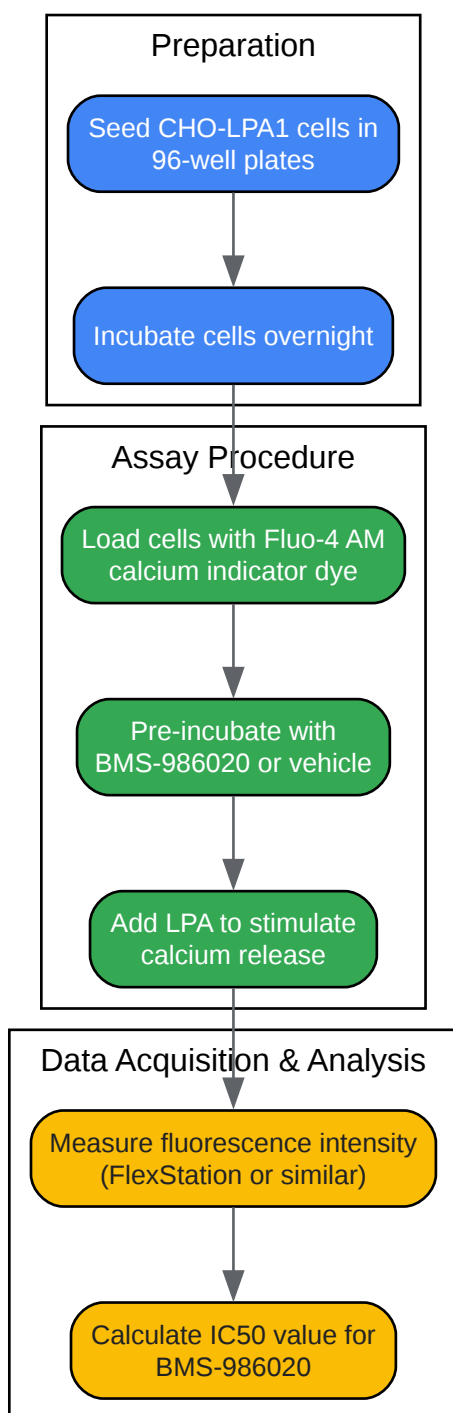 Preparation
Seed CHO-LPA1 cells in
96-well plates
Incubate cells overnight
Assay Procedure
Load cells with Fluo-4 AM
calcium indicator dye
Pre-incubate with
BMS-986020 or vehicle
Add LPA to stimulate
calcium release
Data Acquisition & Analysis
Measure fluorescence intensity
(FlexStation or similar)
Calculate IC50 value for
BMS-986020